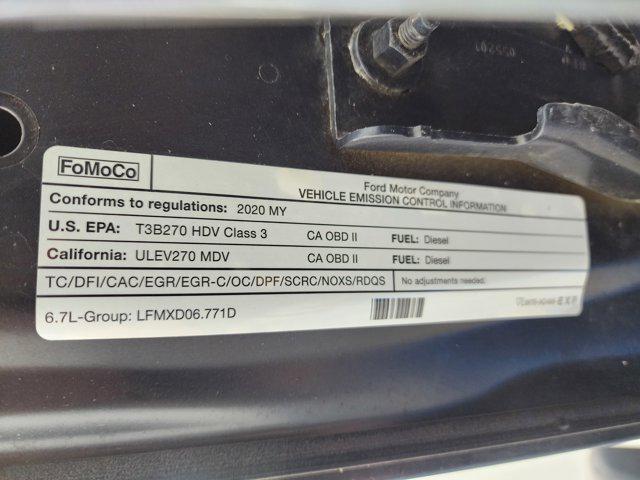 055201
FoMoCo
Ford Motor Company
VEHICLE EMISSION CONTROL INFORMATION
Conforms to regulations: 2020 MY
U.S. EPA: T3B270 HDV Class 3 CA OBD II FUEL: Diesel
California: ULEV270 MDV CA OBD II FUEL: Diesel
TC/DFI/CAC/EGR/EGR-C/OC/DPF/SCRC/NOXS/RDQS No adjustments needed.
6.7L-Group: LFMXD06.771D